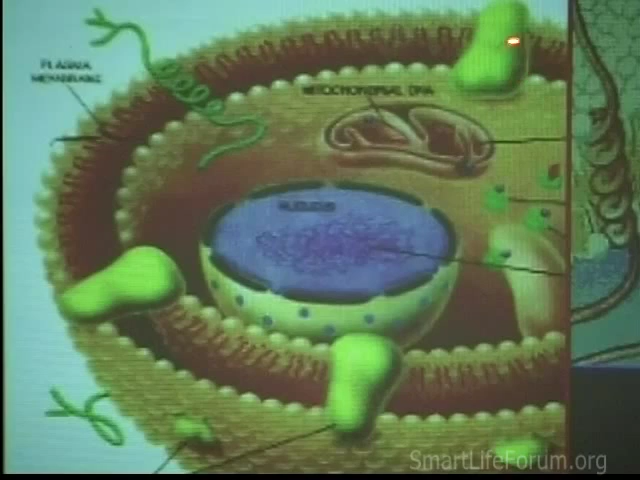 PLASMA
MEMBRANE
MITOCHONDRIAL DNA
NUCLEUS
SmartLifeForum.org